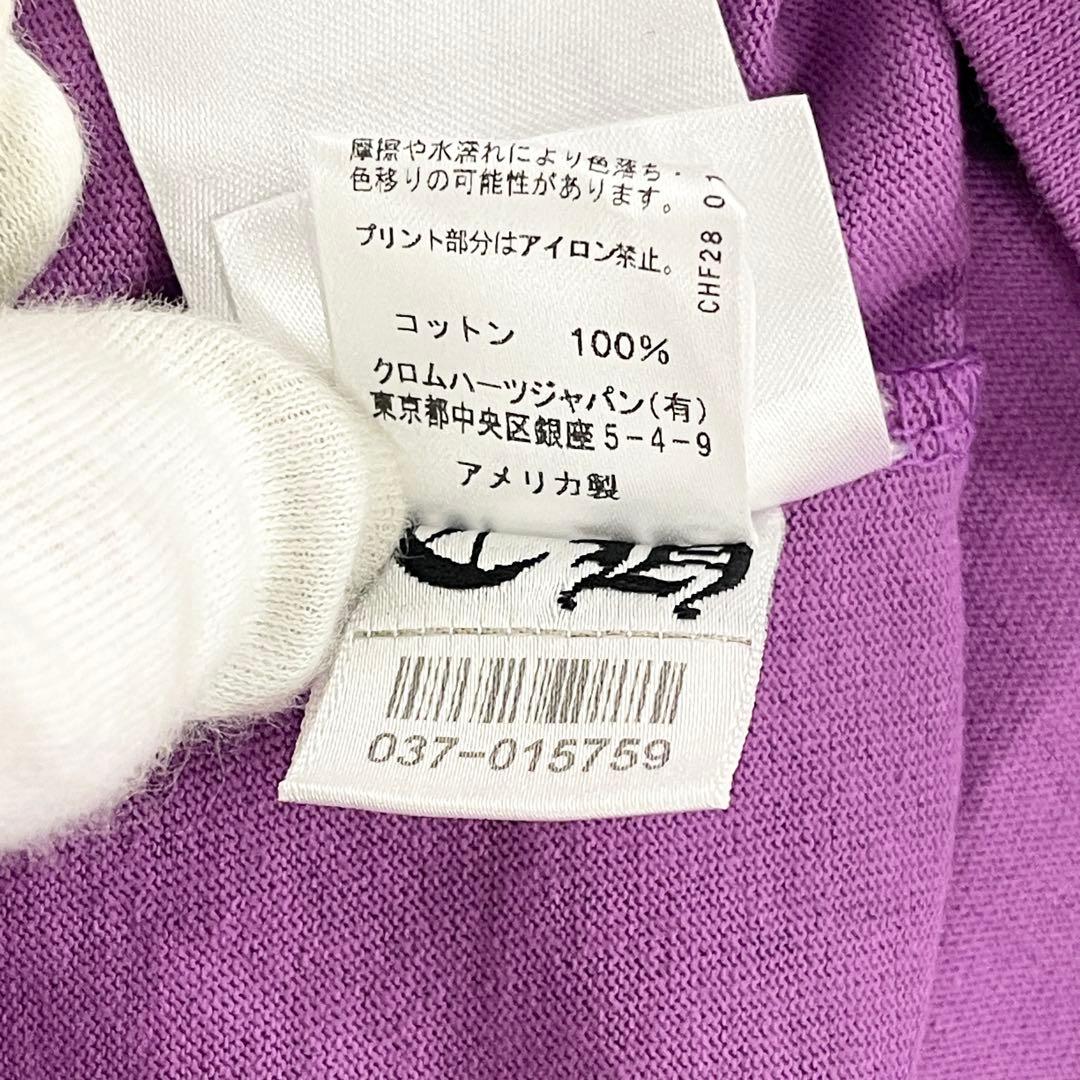 摩擦や水濡れにより色落ち・
色移りの可能性があります。
プリント部分はアイロン禁止。
コットン 100%
クロムハーツジャパン(有)
東京都中央区銀座5-4-9
アメリカ製
CHF28 01
037-015759